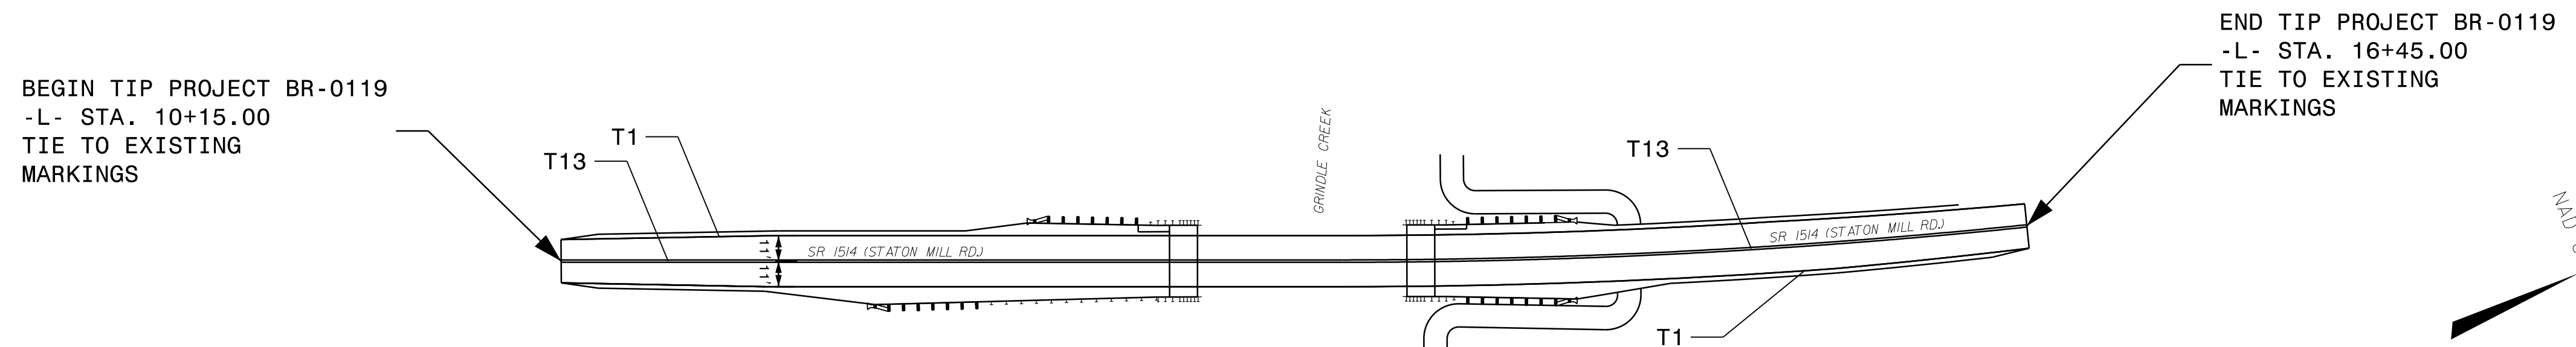 BEGIN TIP PROJECT BR-0119
-L- STA. 10+15.00
TIE TO EXISTING
MARKINGS
T1
T13
11'
11'
SR 1514 (STATON MILL RD.)
GRINDLE CREEK
T13
SR 1514 (STATON MILL RD.)
T1
END TIP PROJECT BR-0119
-L- STA. 16+45.00
TIE TO EXISTING
MARKINGS
NAD